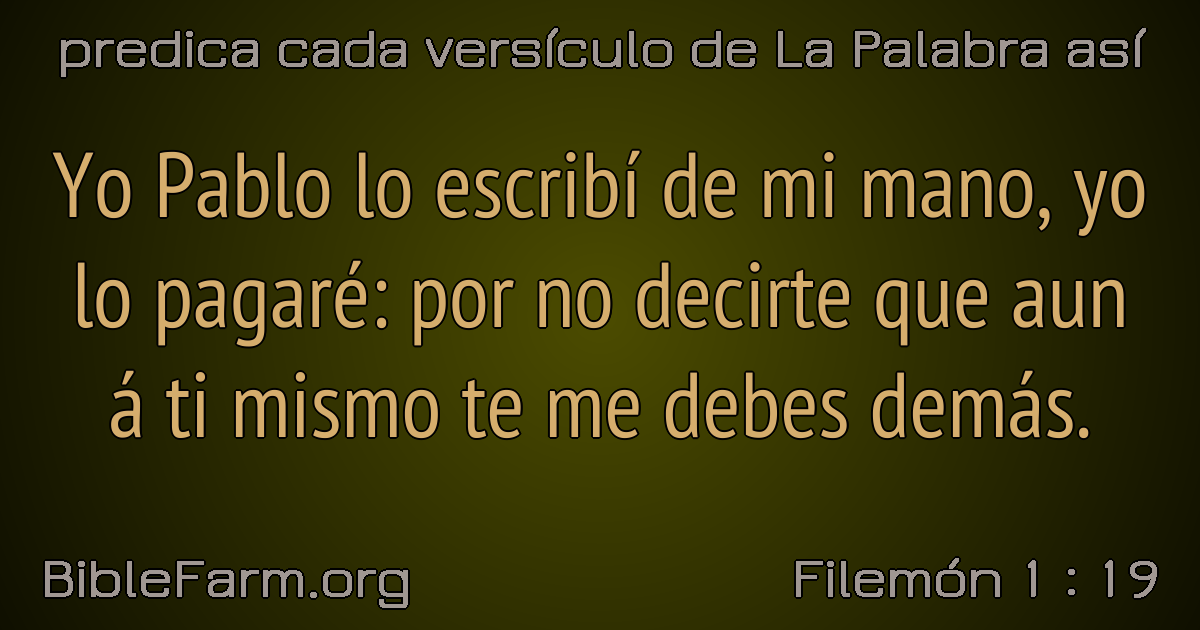 predica cada versículo de La Palabra así
Yo Pablo lo escribí de mi mano, yo
lo pagaré: por no decirte que aun
á ti mismo te me debes demás.
BibleFarm.org
Filemón 1 : 19